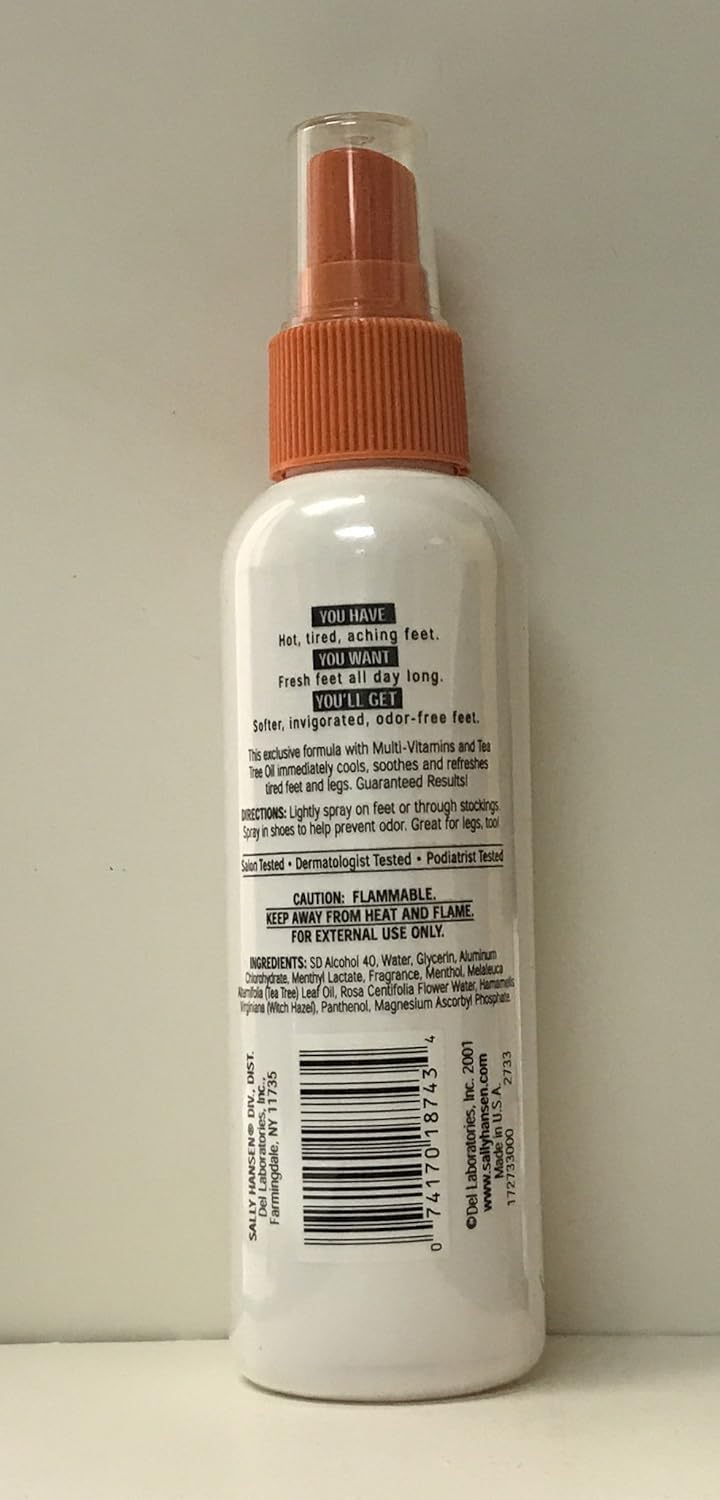 YOU HAVE
Hot, tired, aching feet.
YOU WANT
Fresh feet all day long.
YOU'LL GET
Softer, invigorated, odor-free feet.
This exclusive formula with Multi-Vitamins and Tea
Tree Oil immediately cools, soothes and refreshes
tired feet and legs. Guaranteed Results!
DIRECTIONS: Lightly spray on feet or through stockings.
Spray in shoes to help prevent odor. Great for legs, too!
Salon Tested • Dermatologist Tested • Podiatrist Tested
CAUTION: FLAMMABLE.
KEEP AWAY FROM HEAT AND FLAME.
FOR EXTERNAL USE ONLY.
INGREDIENTS: SD Alcohol 40, Water, Glycerin, Aluminum
Chlorohydrate, Menthyl Lactate, Fragrance, Menthol, Melaleuca
Alternifolia (Tea Tree) Leaf Oil, Rosa Centifolia Flower Water, Hamamelis
Virginiana (Witch Hazel), Panthenol, Magnesium Ascorbyl Phosphate.
SALLY HANSEN® DIV., DIST.
Del Laboratories, Inc.,
Farmingdale, NY 11735
0 74170 18743 4
©Del Laboratories, Inc. 2001
www.sallyhansen.com
Made in U.S.A.
172733000 2733